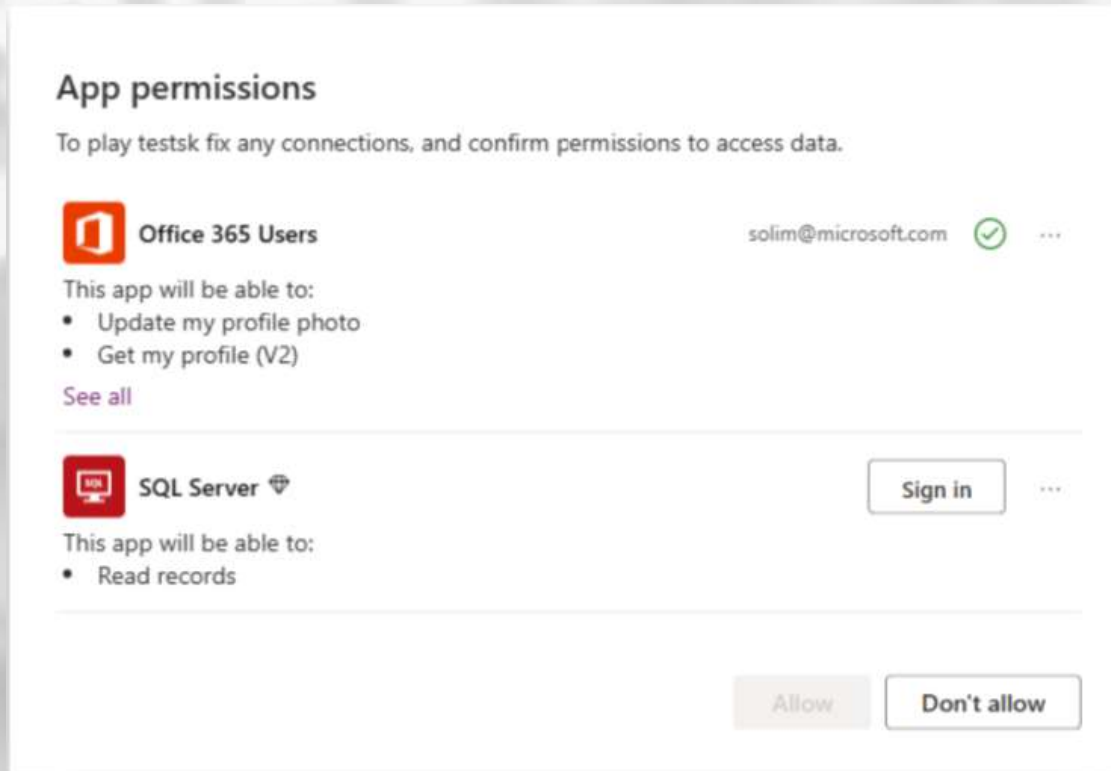 App permissions
To play testsk fix any connections, and confirm permissions to access data.
Office 365 Users
solim@microsoft.com
...
This app will be able to:
• Update my profile photo
• Get my profile (V2)
See all
SQL
SQL Server
Sign in
...
This app will be able to:
• Read records
Allow
Don't allow